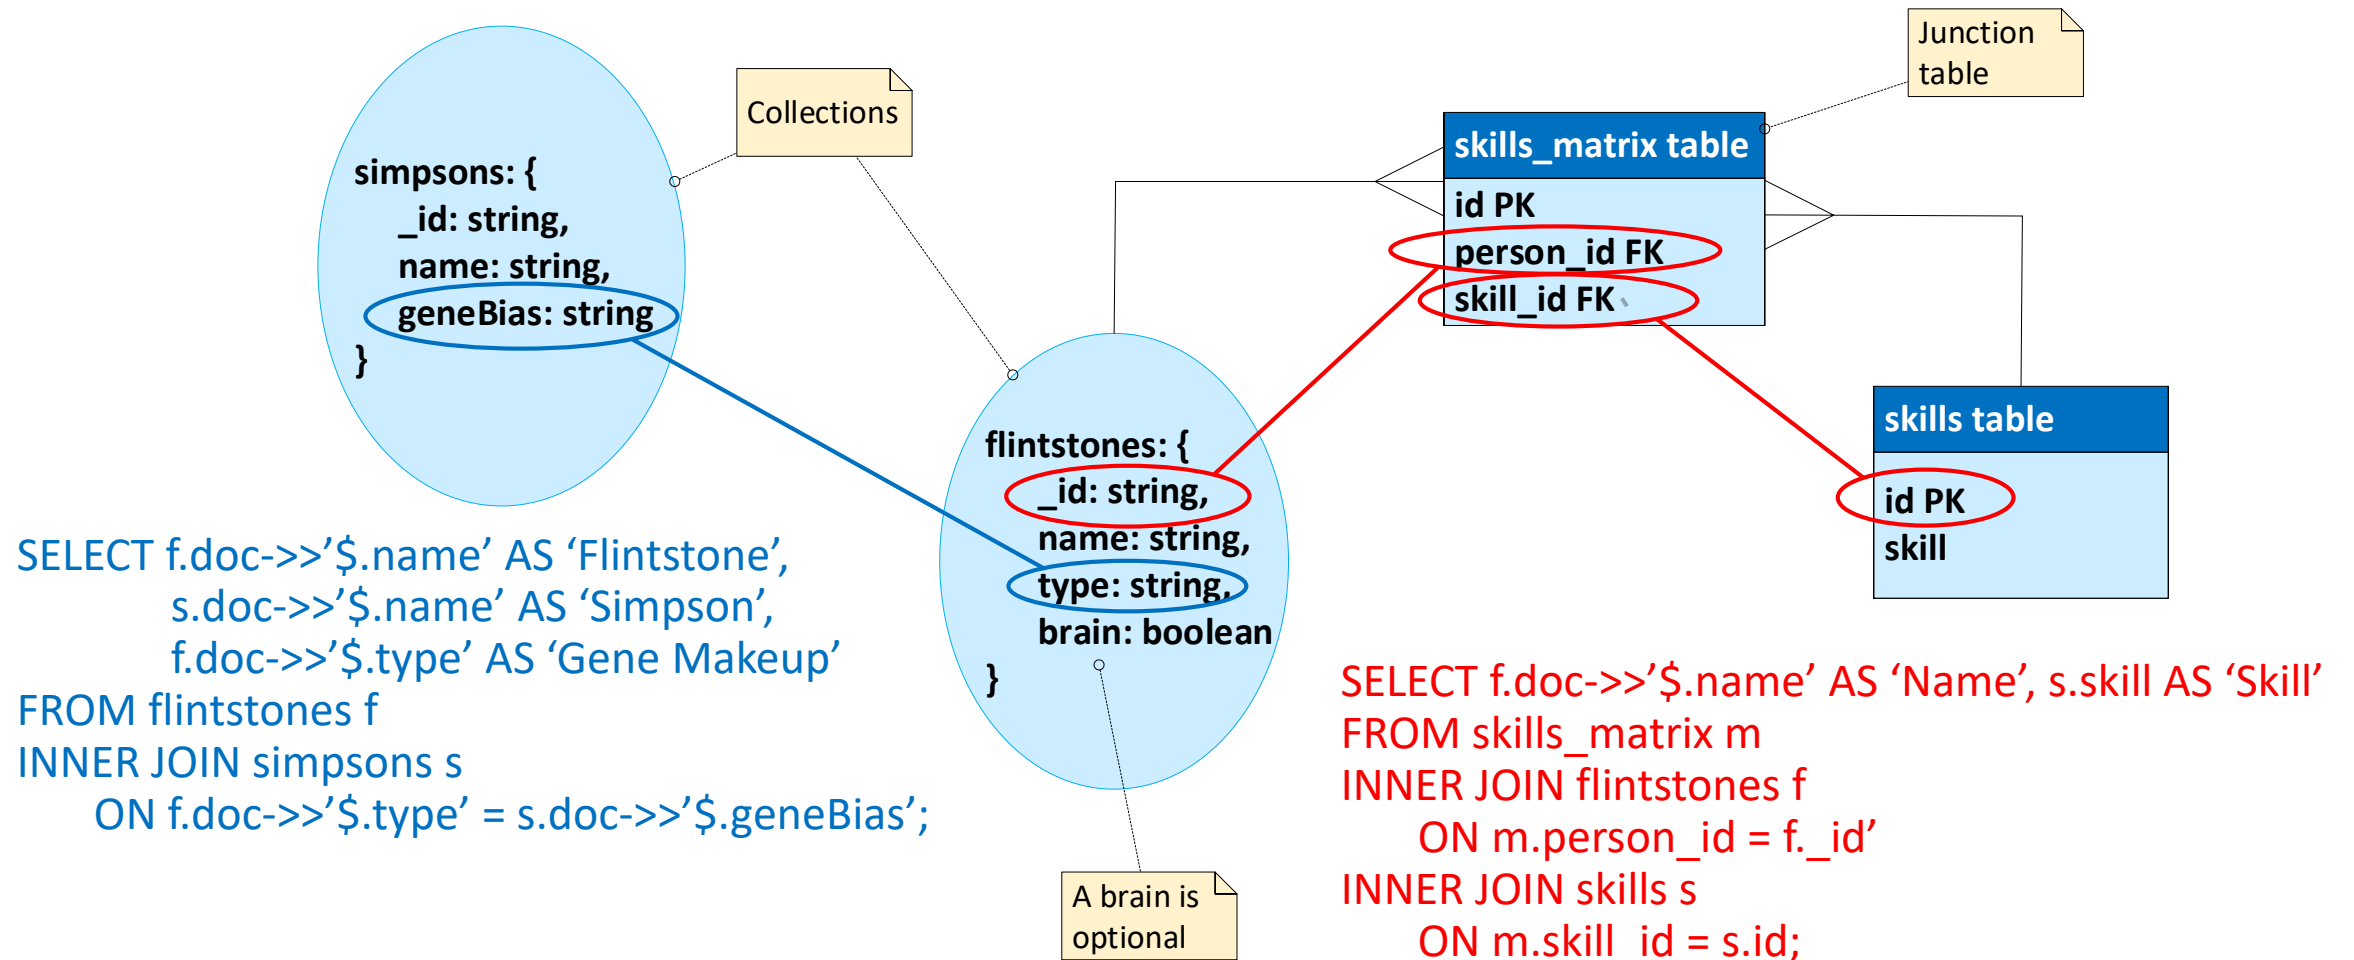 Collections
Junction
table
simpsons: {
_id: string,
name: string,
geneBias: string
}
skills_matrix table
id PK
person_id FK
skill_id FK
flintstones: {
_id: string,
name: string,
type: string,
brain: boolean
}
skills table
id PK
skill
SELECT f.doc->>’$.name’ AS ‘Flintstone’,
s.doc->>’$.name’ AS ‘Simpson’,
f.doc->>’$.type’ AS ‘Gene Makeup’
FROM flintstones f
INNER JOIN simpsons s
ON f.doc->>’$.type’ = s.doc->>’$.geneBias’;
SELECT f.doc->>’$.name’ AS ‘Name’, s.skill AS ‘Skill’
FROM skills_matrix m
INNER JOIN flintstones f
ON m.person_id = f._id’
INNER JOIN skills s
ON m.skill_id = s.id;
A brain is
optional